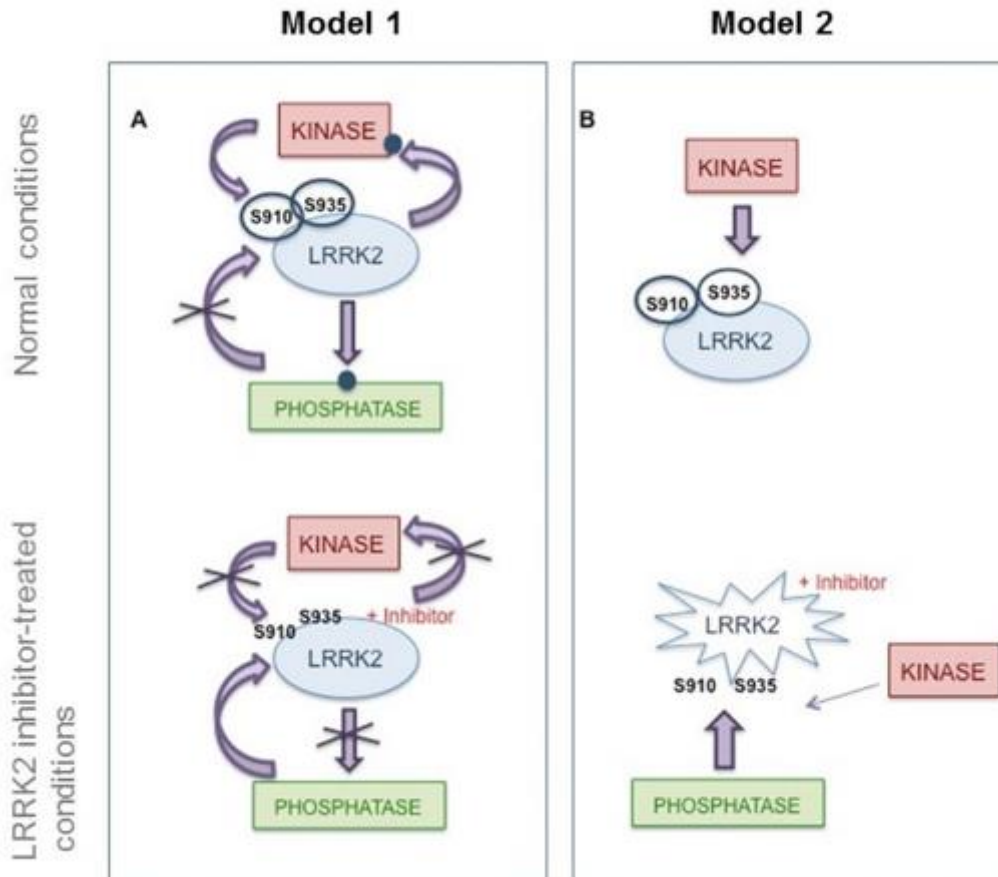 Model 1
Model 2
Normal conditions
A
KINASE
S910
S935
LRRK2
PHOSPHATASE
B
KINASE
S910
S935
LRRK2
LRRK2 inhibitor-treated
conditions
KINASE
S935
+ Inhibitor
S910
LRRK2
PHOSPHATASE
+ Inhibitor
LRRK2
KINASE
S910
S935
PHOSPHATASE